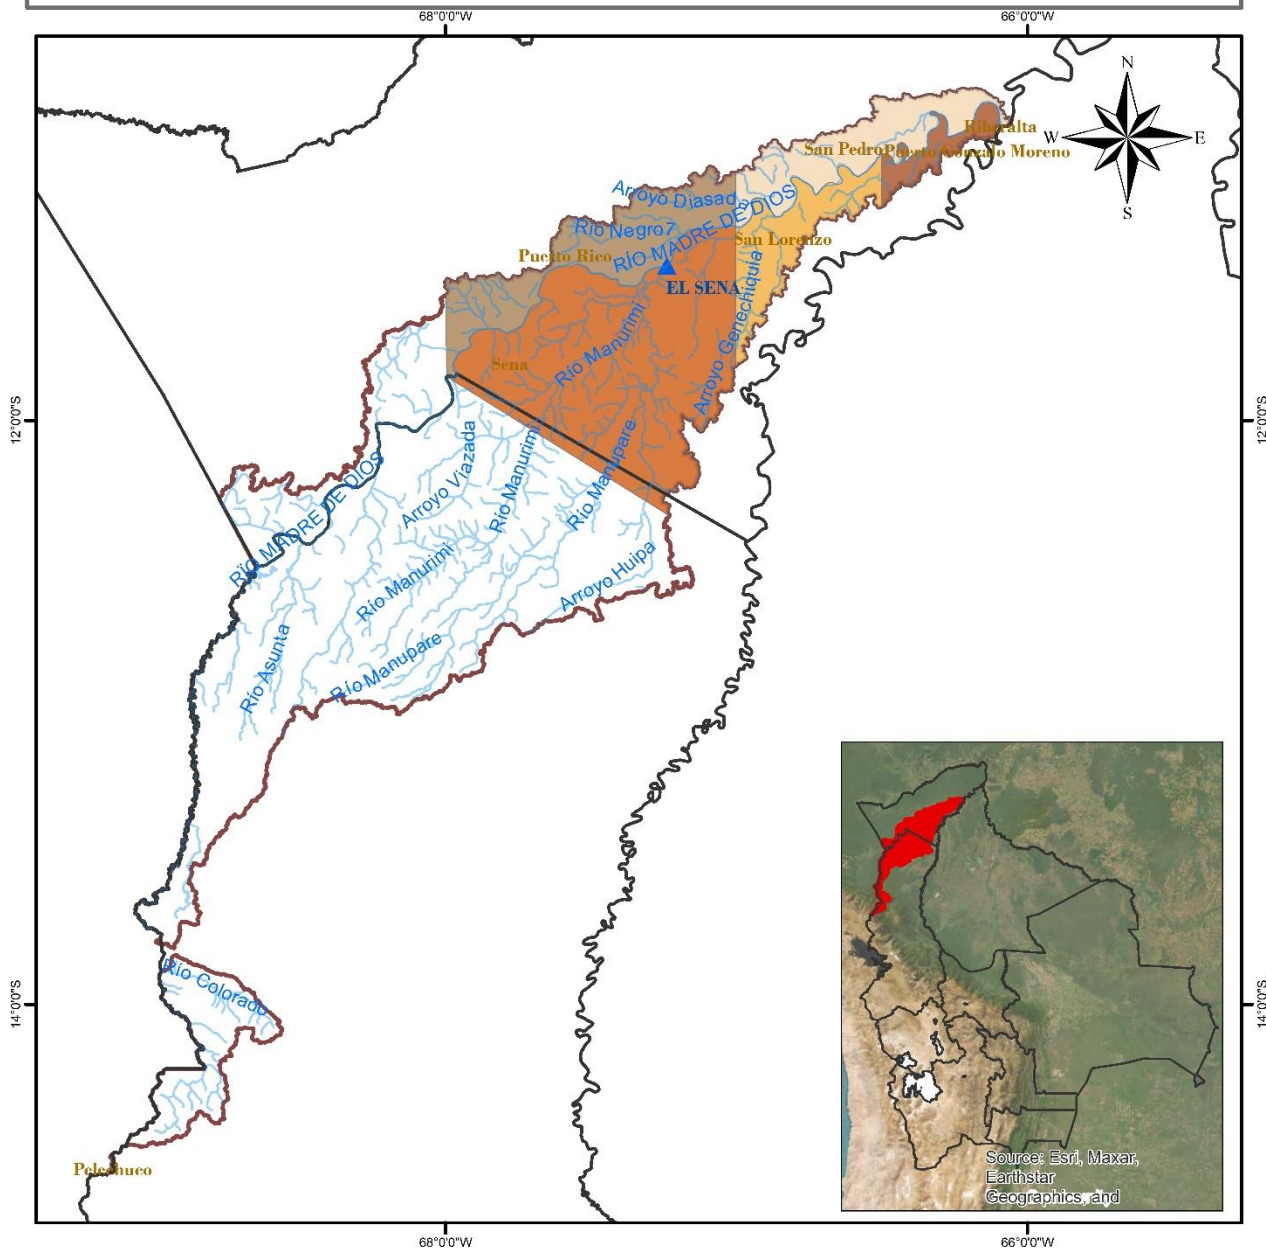 68°0'0"W
66°0'0"W
N
W
E
S
Riberalta
San Pedro
Puerto Gonzalo Moreno
Arroyo Diasada
RÍO MADRE DE DIOS
Río Negro7
San Lorenzo
Puerto Rico
EL SENA
Arroyo Genechiquia
Río Manurimi
Sena
12°0'0"S
12°0'0"S
Arroyo Viazada
Río Manurimi
Río Manupare
RÍO MADRE DE DIOS
Río Manurimi
Arroyo Huipa
Río Asunta
Río Manupare
Río Colorado
14°0'0"S
14°0'0"S
Pelechuco
Source: Esri, Maxar,
Earthstar
Geographics, and
68°0'0"W
66°0'0"W